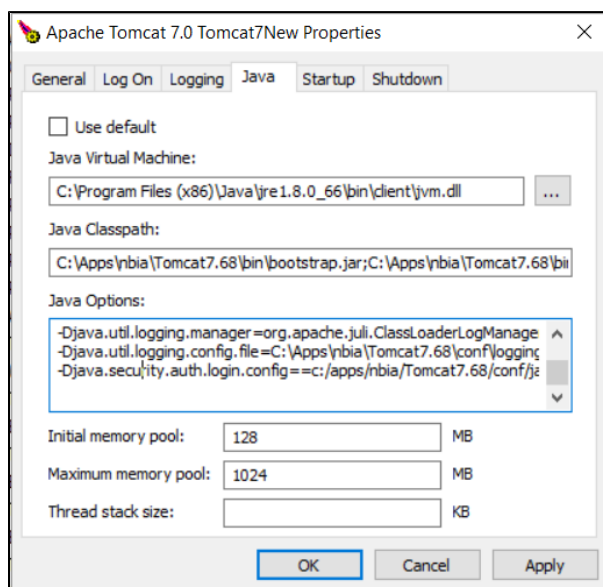 Apache Tomcat 7.0 Tomcat7New Properties
General Log On Logging Java Startup Shutdown
Use default
Java Virtual Machine:
C:\Program Files (x86)\Java\jre1.8.0_66\bin\client\jvm.dll ...
Java Classpath:
C:\Apps\nbia\Tomcat7.68\bin\bootstrap.jar;C:\Apps\nbia\Tomcat7.68\bin
Java Options:
-Djava.util.logging.manager=org.apache.juli.ClassLoaderLogManager
-Djava.util.logging.config.file=C:\Apps\nbia\Tomcat7.68\conf\logging
-Djava.security.auth.login.config==c:/apps/nbia/Tomcat7.68/conf/ja
Initial memory pool: 128 MB
Maximum memory pool: 1024 MB
Thread stack size: KB
OK Cancel Apply